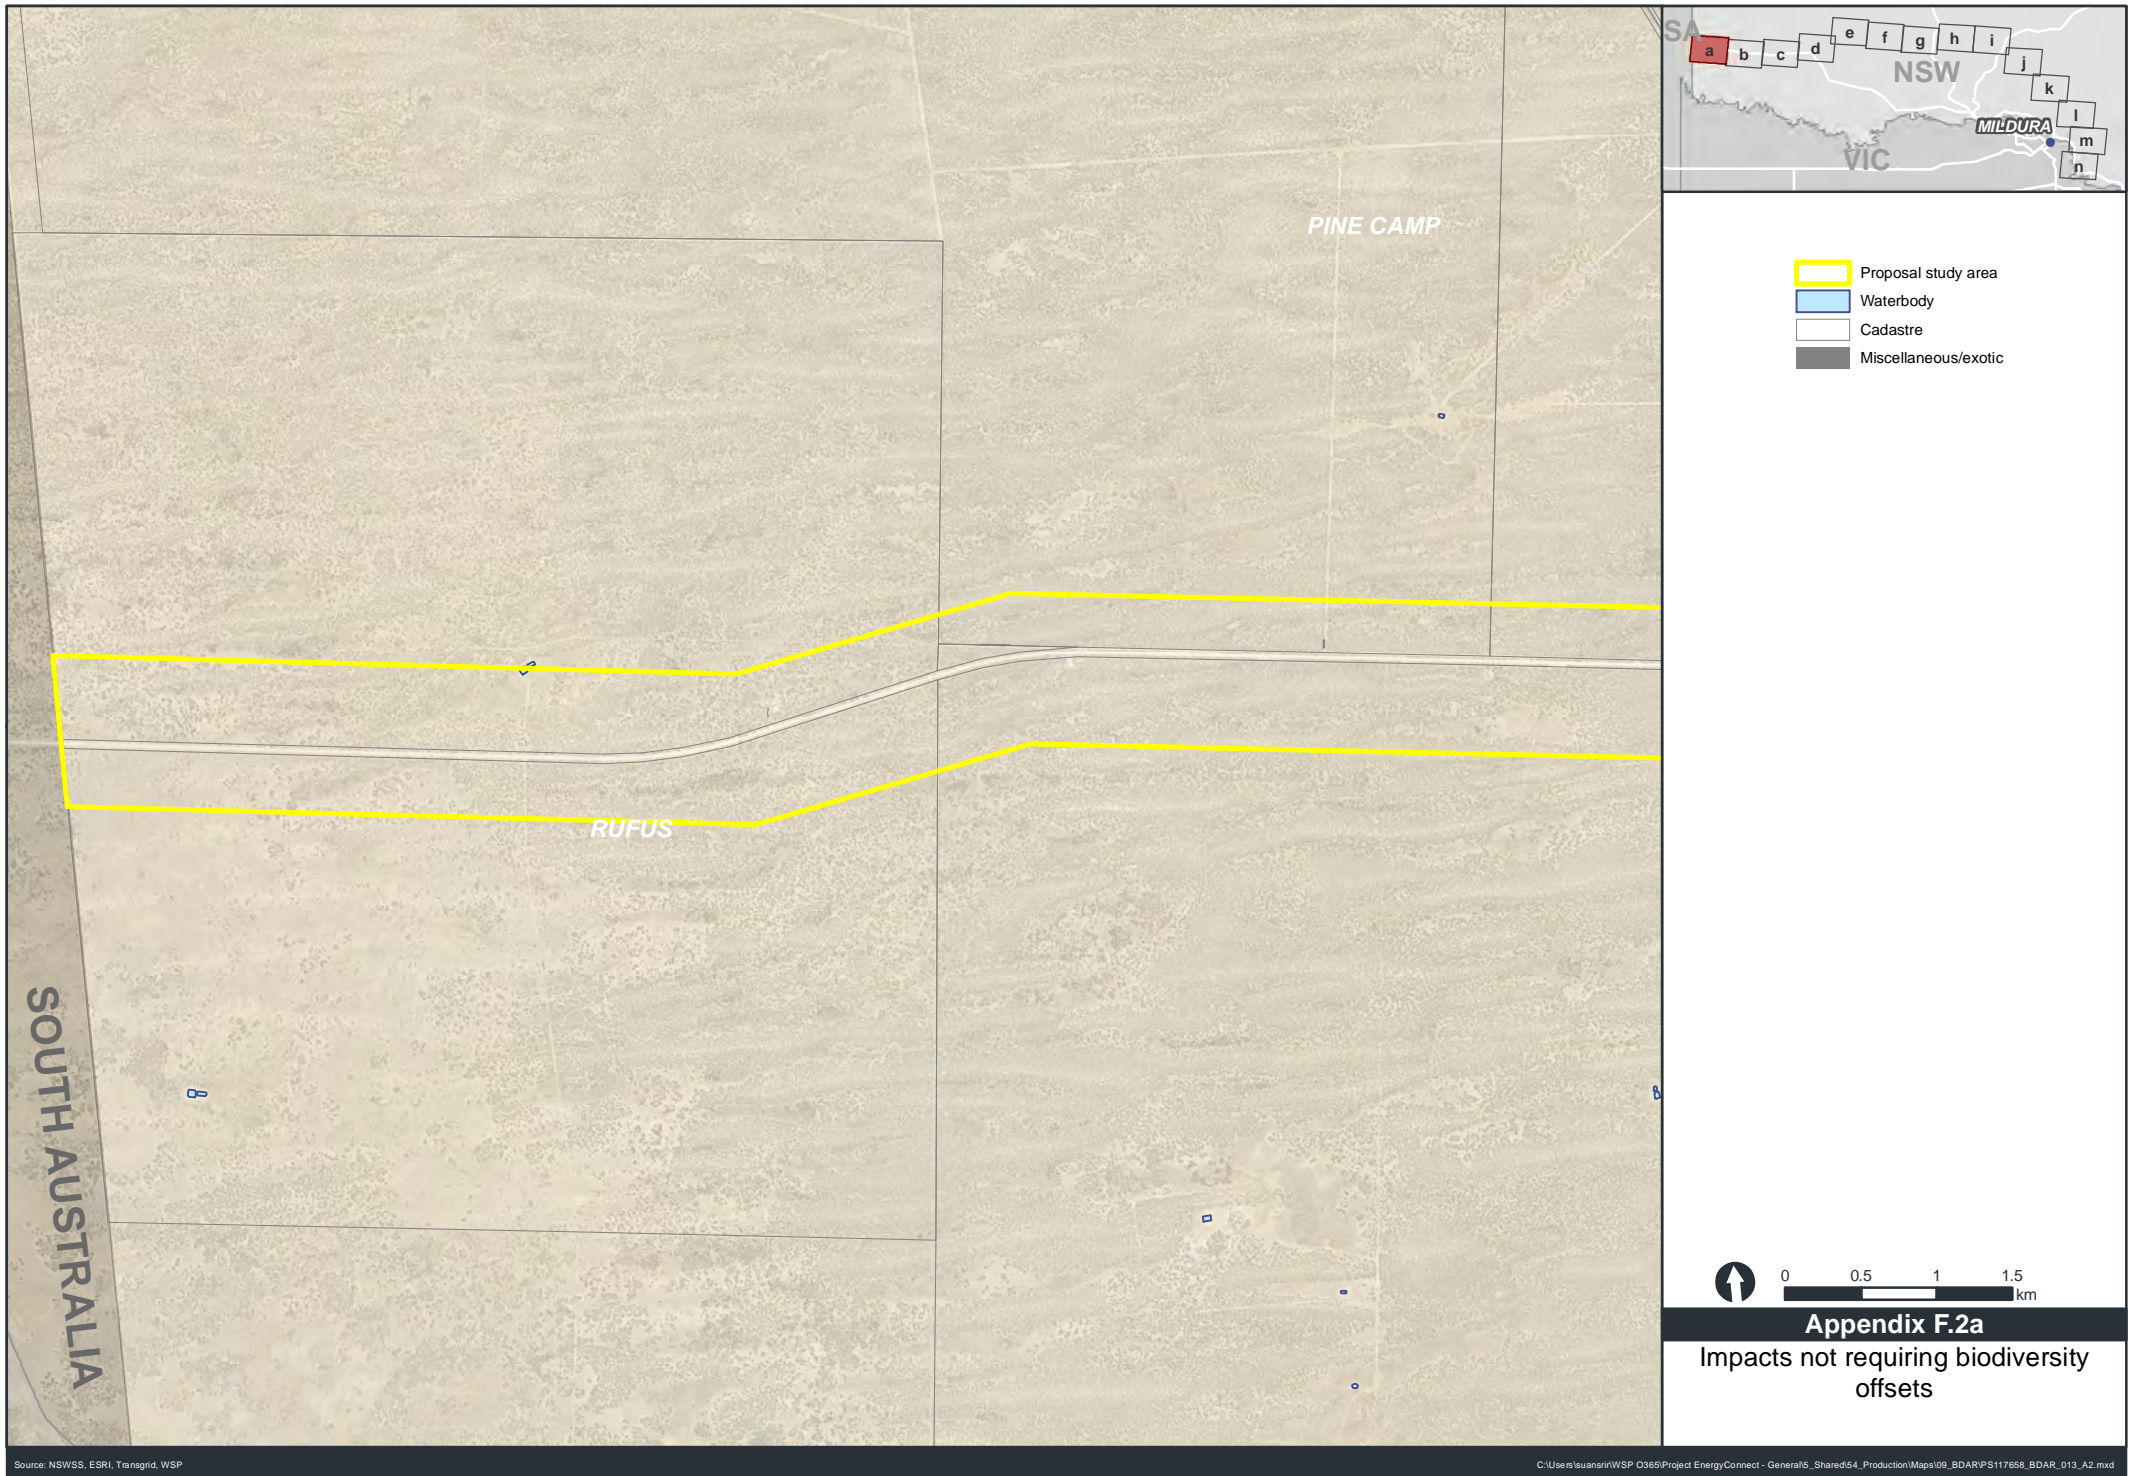 SA
a
b
c
d
e
f
g
h
i
j
k
l
m
n
NSW
MILDURA
VIC
PINE CAMP
RUFUS
SOUTH AUSTRALIA
Proposal study area
Waterbody
Cadastre
Miscellaneous/exotic
0 0.5 1 1.5
km
Appendix F.2a
Impacts not requiring biodiversity
offsets
Source: NSWSS, ESRI, Transgrid, WSP
C:\Users\suansrir\WSP O365\Project EnergyConnect - General\5_Shared\54_Production\Maps\09_BDAR\PS117658_BDAR_013_A2.mxd